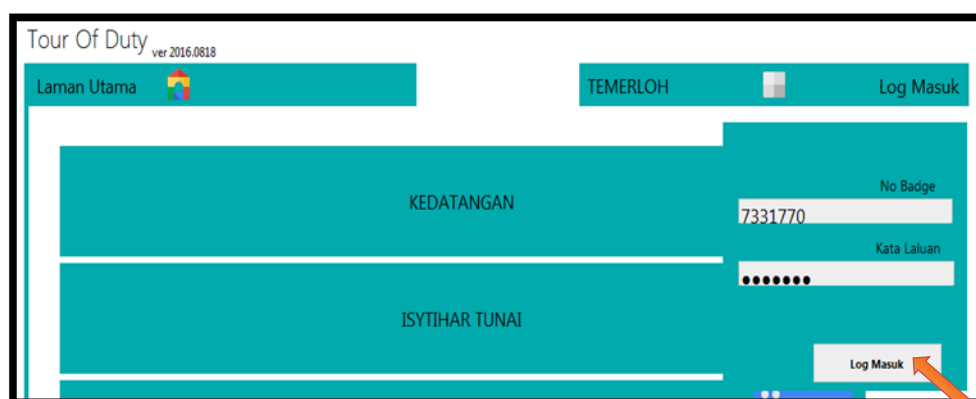 Tour Of Duty ver 2016.0818
Laman Utama
TEMERLOH
Log Masuk
KEDATANGAN
No Badge
7331770
Kata Laluan
•••••••
ISYTIHAR TUNAI
Log Masuk